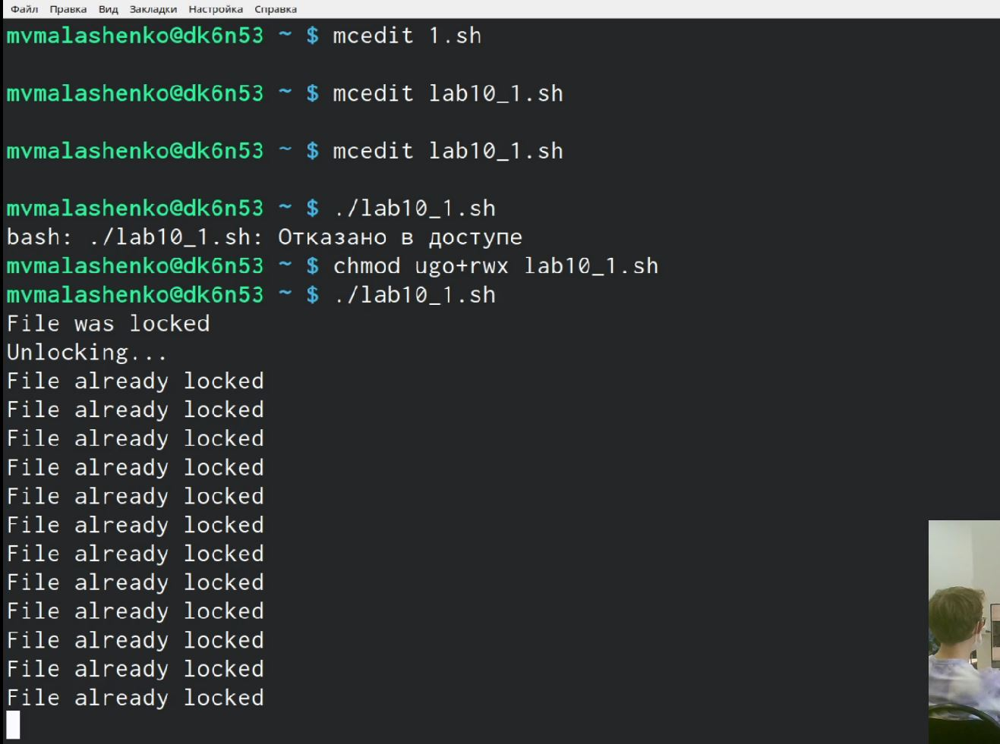 Файл Правка Вид Закладки Настройка Справка
mvmalashenko@dk6n53 ~ $ mcedit 1.sh
mvmalashenko@dk6n53 ~ $ mcedit lab10_1.sh
mvmalashenko@dk6n53 ~ $ mcedit lab10_1.sh
mvmalashenko@dk6n53 ~ $ ./lab10_1.sh
bash: ./lab10_1.sh: Отказано в доступе
mvmalashenko@dk6n53 ~ $ chmod ugo+rwx lab10_1.sh
mvmalashenko@dk6n53 ~ $ ./lab10_1.sh
File was locked
Unlocking...
File already locked
File already locked
File already locked
File already locked
File already locked
File already locked
File already locked
File already locked
File already locked
File already locked
File already locked
File already locked